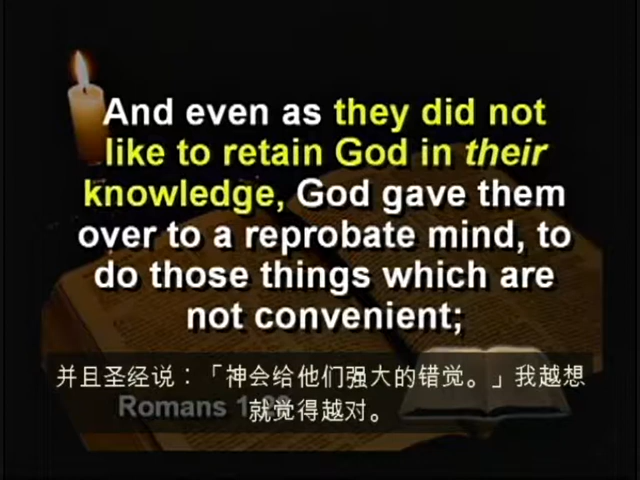 And even as they did not
like to retain God in their
knowledge, God gave them
over to a reprobate mind, to
do those things which are
not convenient;
并且圣经说：「神会给他们强大的错觉。」我越想
就觉得越对。
Romans 1